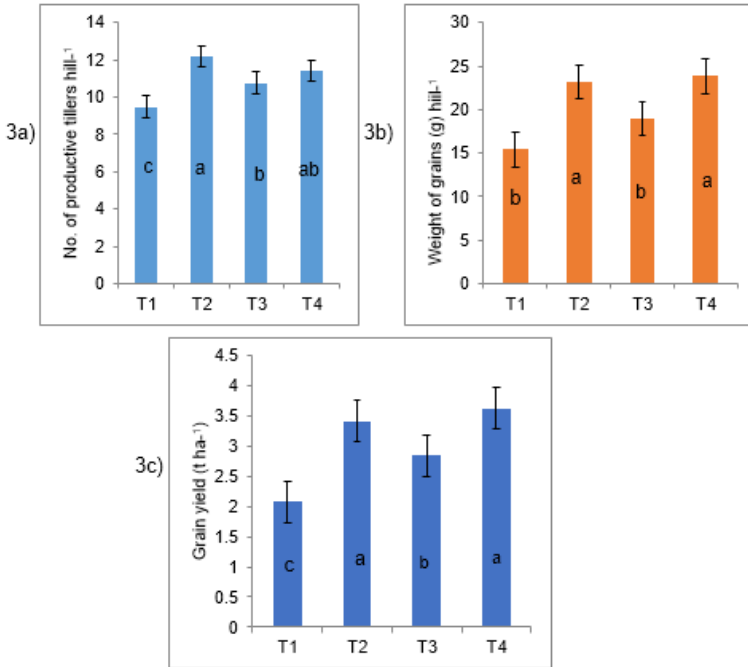 3a)
No. of productive tillers hill-¹
14
12
10
8
6
4
2
0
c
a
b
ab
T1 T2 T3 T4
3b)
Weight of grains (g) hiil-¹
30
25
20
15
10
5
0
b
a
b
a
T1 T2 T3 T4
3c)
Grain yield (t ha-¹)
4.5
4
3.5
3
2.5
2
1.5
1
0.5
0
c
a
b
a
T1 T2 T3 T4